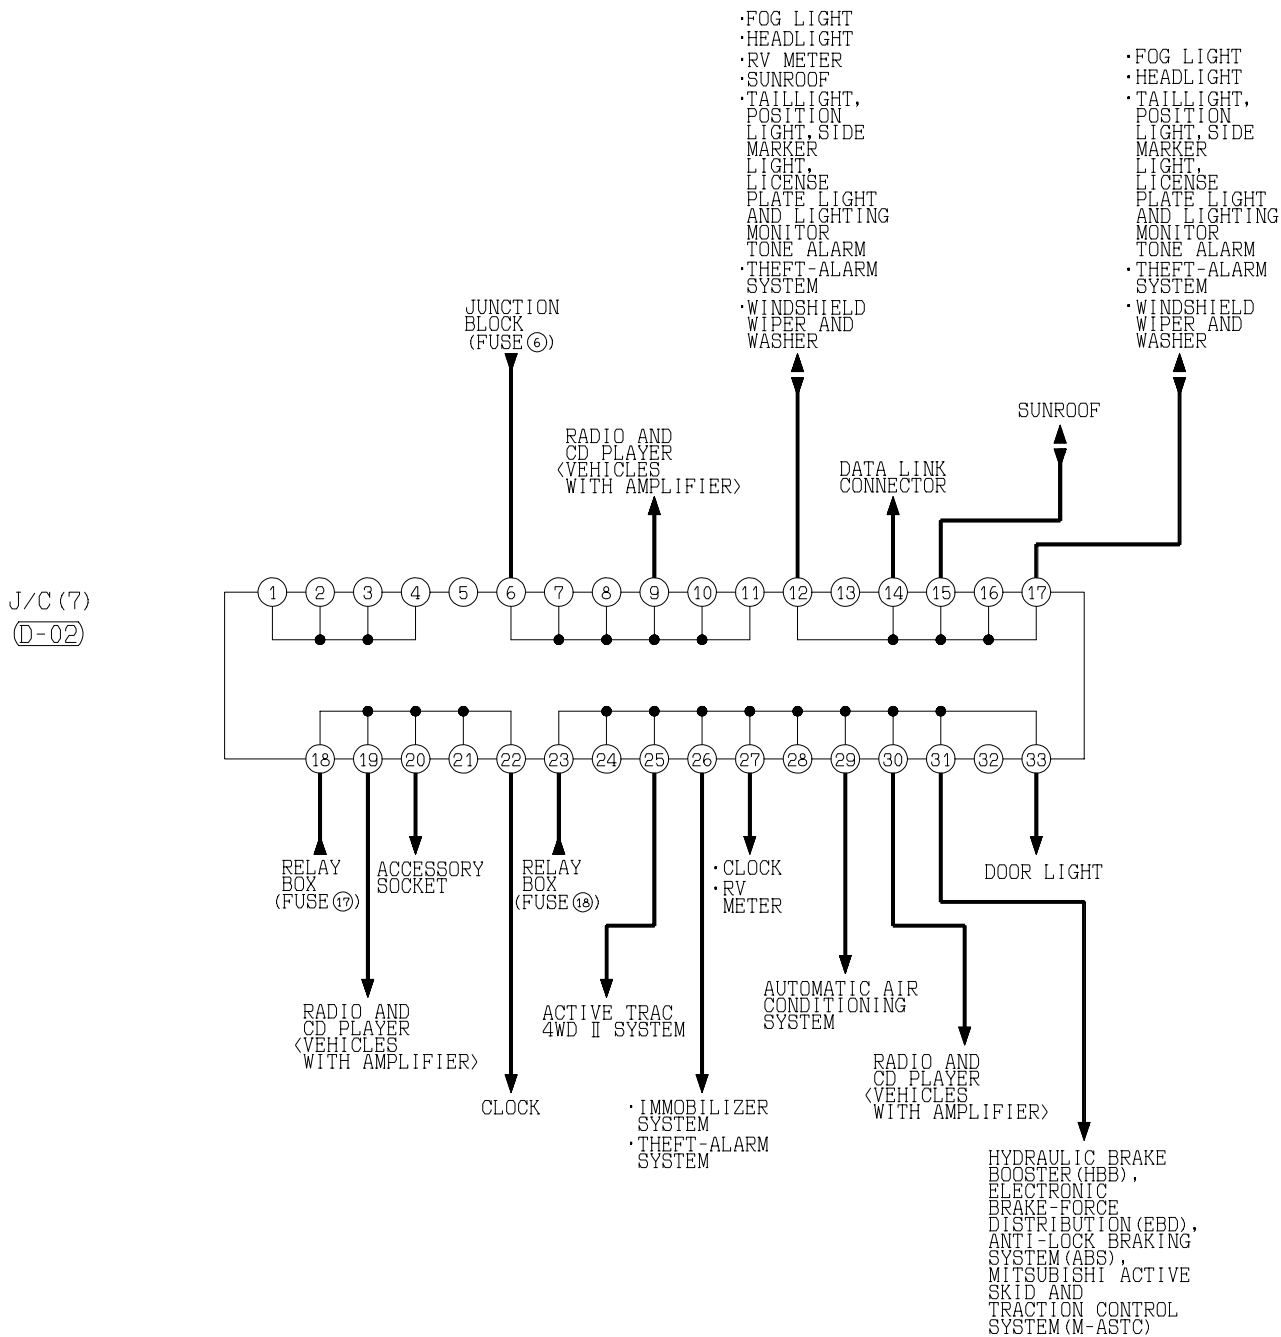 ·FOG LIGHT
·HEADLIGHT
·RV METER
·SUNROOF
·TAILLIGHT,
POSITION
LIGHT,SIDE
MARKER
LIGHT,
LICENSE
PLATE LIGHT
AND LIGHTING
MONITOR
TONE ALARM
·THEFT-ALARM
SYSTEM
·WINDSHIELD
WIPER AND
WASHER
·FOG LIGHT
·HEADLIGHT
·TAILLIGHT,
POSITION
LIGHT,SIDE
MARKER
LIGHT,
LICENSE
PLATE LIGHT
AND LIGHTING
MONITOR
TONE ALARM
·THEFT-ALARM
SYSTEM
·WINDSHIELD
WIPER AND
WASHER
JUNCTION
BLOCK
(FUSE⑥)
SUNROOF
RADIO AND
CD PLAYER
<VEHICLES
WITH AMPLIFIER>
DATA LINK
CONNECTOR
J/C(7)
(D-02)
1 2 3 4 5 6 7 8 9 10 11 12 13 14 15 16 17
18 19 20 21 22 23 24 25 26 27 28 29 30 31 32 33
RELAY
BOX
(FUSE⑰)
ACCESSORY
SOCKET
RELAY
BOX
(FUSE⑱)
·CLOCK
·RV
METER
DOOR LIGHT
RADIO AND
CD PLAYER
<VEHICLES
WITH AMPLIFIER>
ACTIVE TRAC
4WD Ⅱ SYSTEM
AUTOMATIC AIR
CONDITIONING
SYSTEM
RADIO AND
CD PLAYER
<VEHICLES
WITH AMPLIFIER>
CLOCK
·IMMOBILIZER
SYSTEM
·THEFT-ALARM
SYSTEM
HYDRAULIC BRAKE
BOOSTER(HBB),
ELECTRONIC
BRAKE-FORCE
DISTRIBUTION(EBD),
ANTI-LOCK BRAKING
SYSTEM(ABS),
MITSUBISHI ACTIVE
SKID AND
TRACTION CONTROL
SYSTEM(M-ASTC)